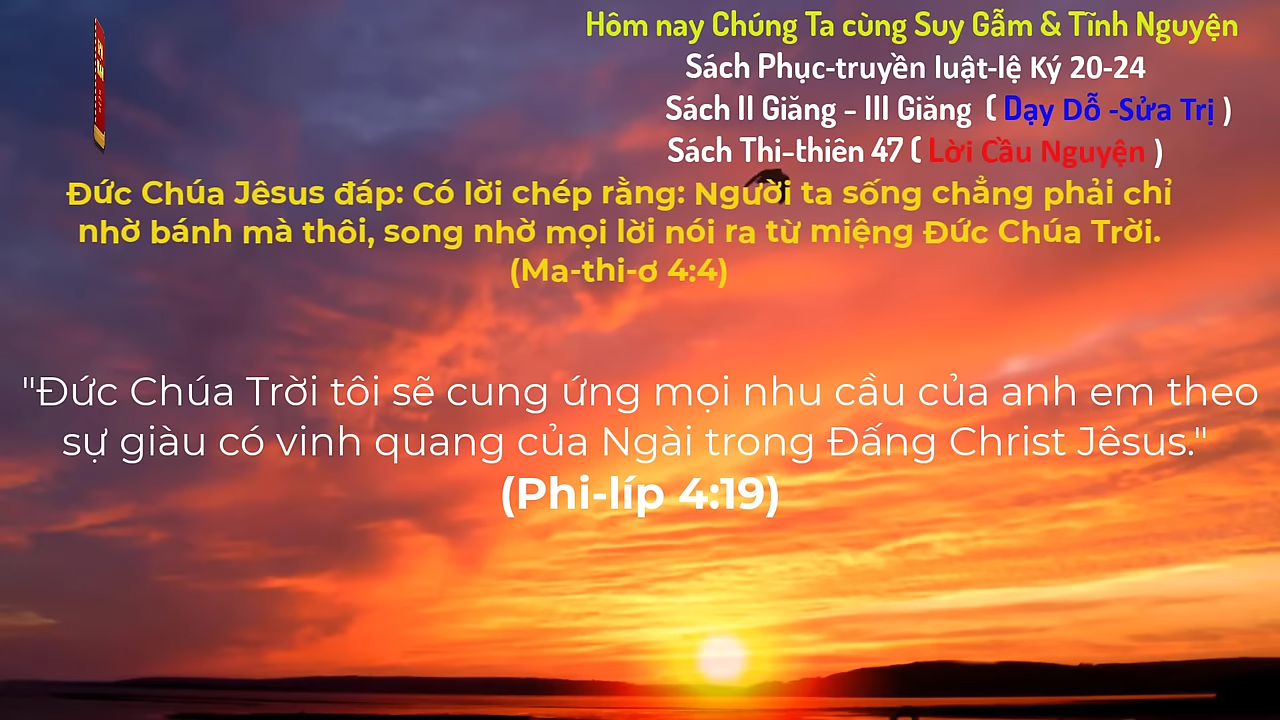 Hôm nay Chúng Ta cùng Suy Gẫm & Tĩnh Nguyện
Sách Phục-truyền luật-lệ Ký 20-24
Sách II Giăng - III Giăng ( Dạy Dỗ -Sửa Trị )
Sách Thi-thiên 47 ( Lời Cầu Nguyện )
Đức Chúa Jêsus đáp: Có lời chép rằng: Người ta sống chẳng phải chỉ
nhờ bánh mà thôi, song nhờ mọi lời nói ra từ miệng Đức Chúa Trời.
(Ma-thi-ơ 4:4)
"Đức Chúa Trời tôi sẽ cung ứng mọi nhu cầu của anh em theo
sự giàu có vinh quang của Ngài trong Đấng Christ Jêsus."
(Phi-líp 4:19)